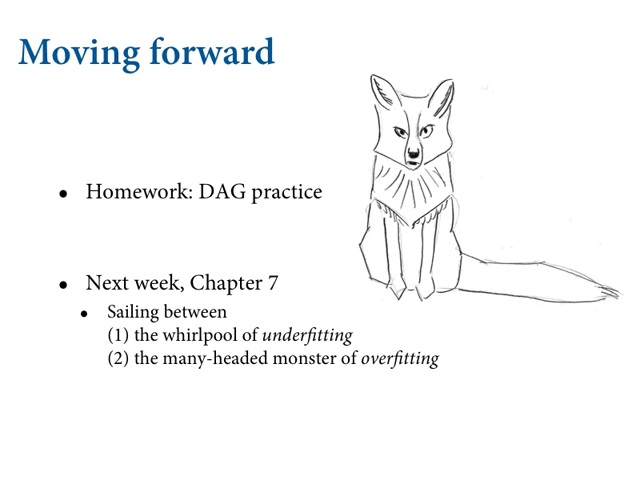 Moving forward
• Homework: DAG practice
• Next week, Chapter 7
• Sailing between
(1) the whirlpool of underfitting
(2) the many-headed monster of overfitting